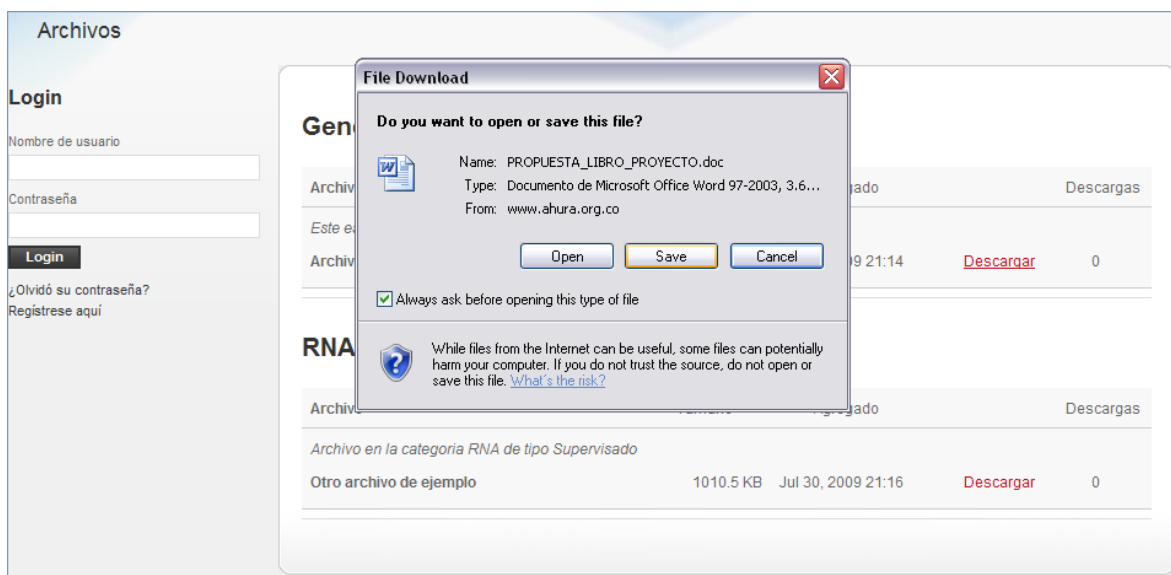 Archivos
Login
Nombre de usuario
Contraseña
Login
¿Olvidó su contraseña?
Regístrese aquí
File Download
Do you want to open or save this file?
Name: PROPUESTA_LIBRO_PROYECTO.doc
Type: Documento de Microsoft Office Word 97-2003, 3.6...
From: www.ahura.org.co
Open Save Cancel
Always ask before opening this type of file
While files from the Internet can be useful, some files can potentially
harm your computer. If you do not trust the source, do not open or
save this file. What's the risk?
Gen
Archiv gado Descargas
Este
Archiv 9 21:14 Descargar 0
RNA
Archiv gado Descargas
Archivo en la categoria RNA de tipo Supervisado
Otro archivo de ejemplo 1010.5 KB Jul 30, 2009 21:16 Descargar 0